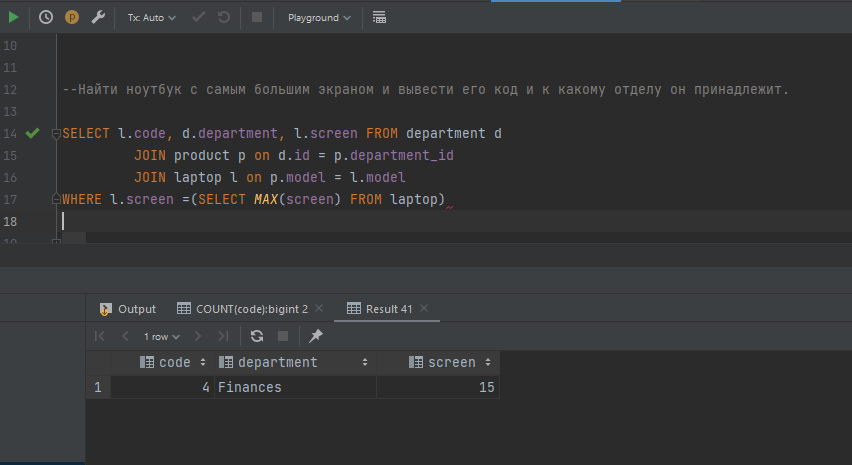 Tx: Auto Playground
10
11
12 --Найти ноутбук с самым большим экраном и вывести его код и к какому отделу он принадлежит.
13
14 SELECT l.code, d.department, l.screen FROM department d
15 JOIN product p on d.id = p.department_id
16 JOIN laptop l on p.model = l.model
17 WHERE l.screen =(SELECT MAX(screen) FROM laptop)
18
Output COUNT(code):bigint 2 Result 41
1 row
code department screen
1 4 Finances 15